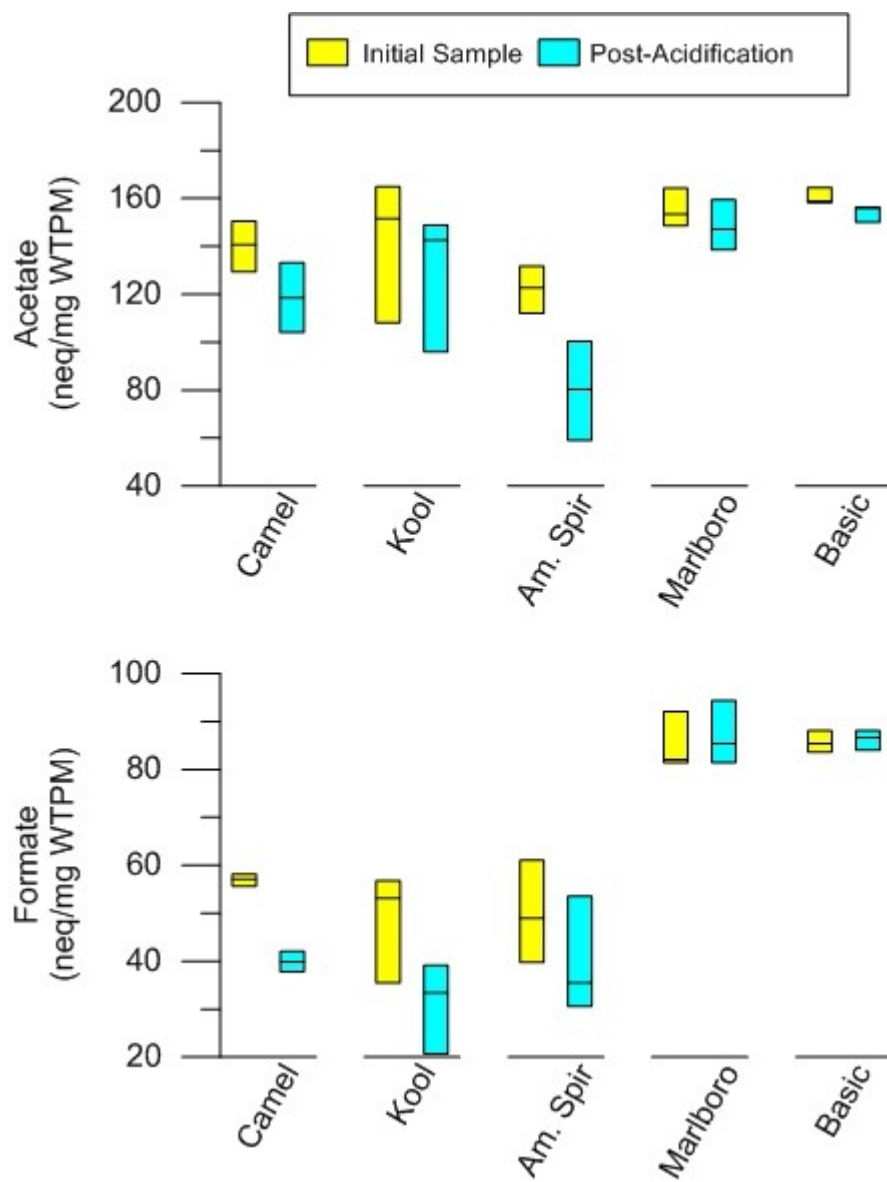 Initial Sample Post-Acidification
200
160
120
80
40
Acetate
(neq/mg WTPM)
Camel Kool Am. Spir Marlboro Basic
100
80
60
40
20
Formate
(neq/mg WTPM)
Camel Kool Am. Spir Marlboro Basic